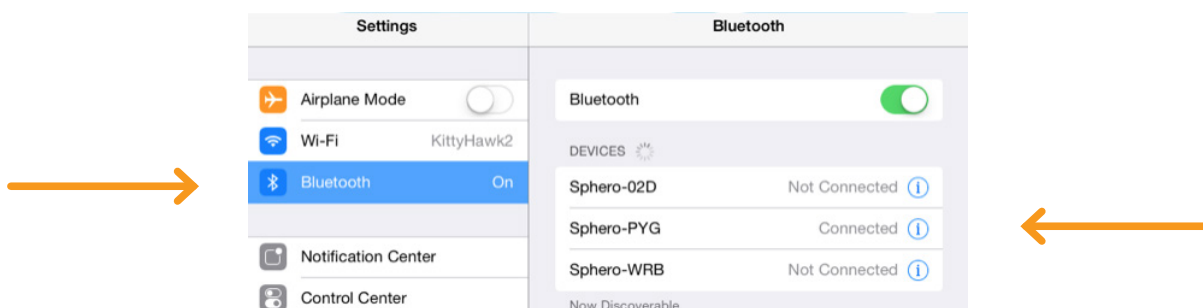 Settings
Airplane Mode
Wi-Fi KittyHawk2
Bluetooth On
Notification Center
Control Center
Bluetooth
Bluetooth
DEVICES
Sphero-02D Not Connected
Sphero-PYG Connected
Sphero-WRB Not Connected
Now Discoverable